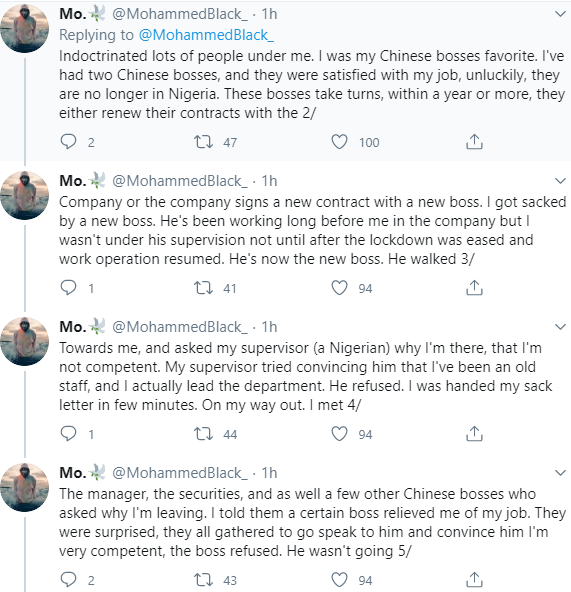 Mo. @MohammedBlack_ · 1h
Replying to @MohammedBlack_
Indoctrinated lots of people under me. I was my Chinese bosses favorite. I've
had two Chinese bosses, and they were satisfied with my job, unluckily, they
are no longer in Nigeria. These bosses take turns, within a year or more, they
either renew their contracts with the 2/
2 47 100
Mo. @MohammedBlack_ · 1h
Company or the company signs a new contract with a new boss. I got sacked
by a new boss. He's been working long before me in the company but I
wasn't under his supervision not until after the lockdown was eased and
work operation resumed. He's now the new boss. He walked 3/
1 41 94
Mo. @MohammedBlack_ · 1h
Towards me, and asked my supervisor (a Nigerian) why I'm there, that I'm
not competent. My supervisor tried convincing him that I've been an old
staff, and I actually lead the department. He refused. I was handed my sack
letter in few minutes. On my way out. I met 4/
1 44 94
Mo. @MohammedBlack_ · 1h
The manager, the securities, and as well a few other Chinese bosses who
asked why I'm leaving. I told them a certain boss relieved me of my job. They
were surprised, they all gathered to go speak to him and convince him I'm
very competent, the boss refused. He wasn't going 5/
2 43 94